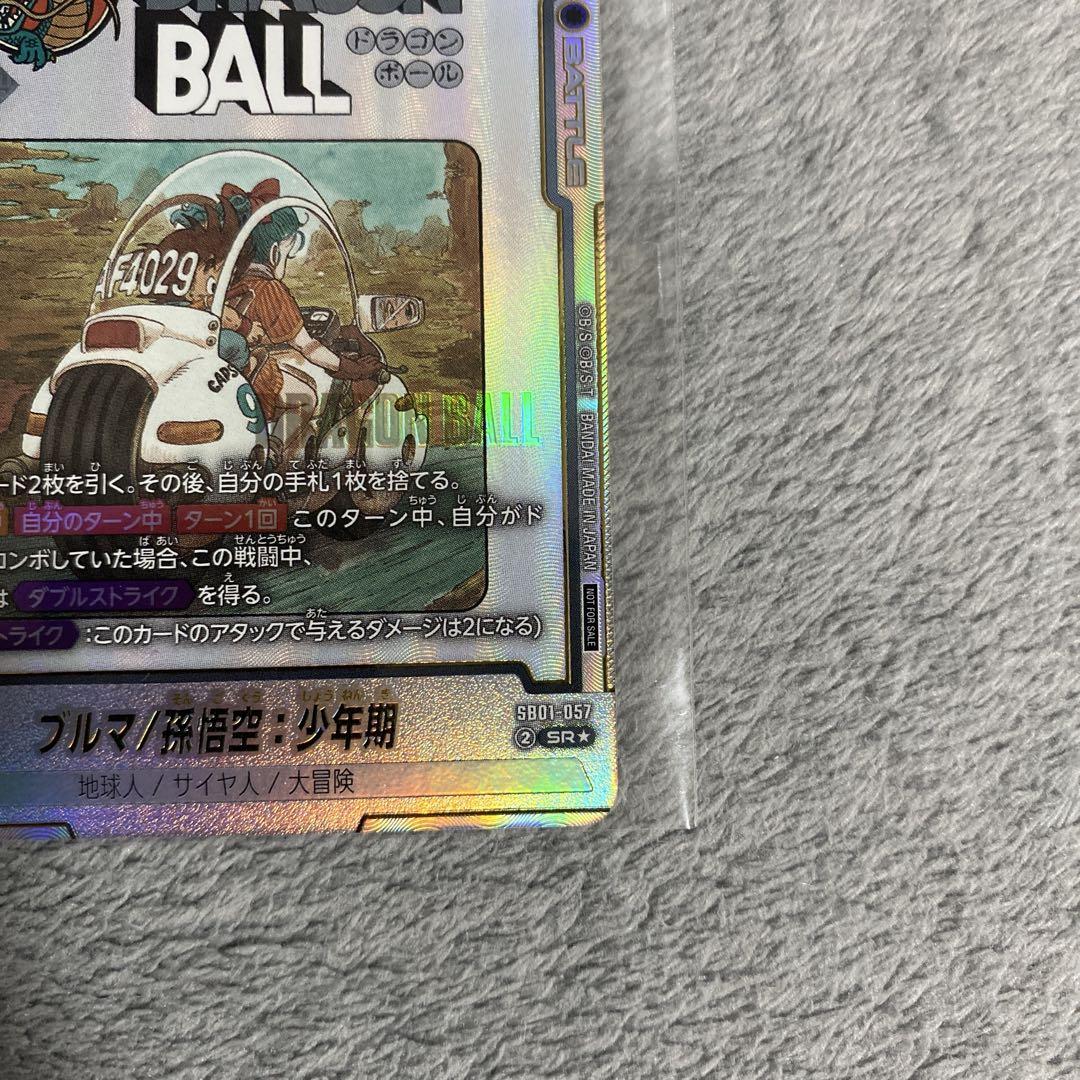 DRAGON
BALL
ドラゴン
ボール
BATTLE
AF4029
CAPS
9
DRAGON BALL
©B/S ©B/S・T BANDAI MADE IN JAPAN
NOT FOR SALE
ード2枚を引く。その後、自分の手札1枚を捨てる。
自分のターン中 ターン1回 このターン中、自分がド
コンボしていた場合、この戦闘中、
は ダブルストライク を得る。
トライク :このカードのアタックで与えるダメージは2になる)
SB01-057
② SR★
ブルマ/孫悟空:少年期
地球人 / サイヤ人 / 大冒険